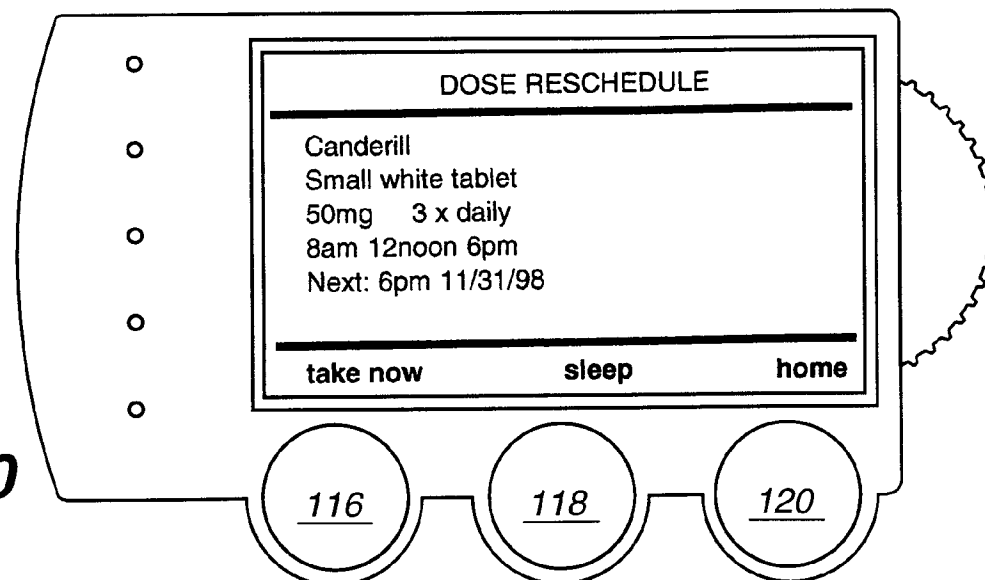 DOSE RESCHEDULE
Canderill
Small white tablet
50mg 3 x daily
8am 12noon 6pm
Next: 6pm 11/31/98
take now sleep home
116 118 120